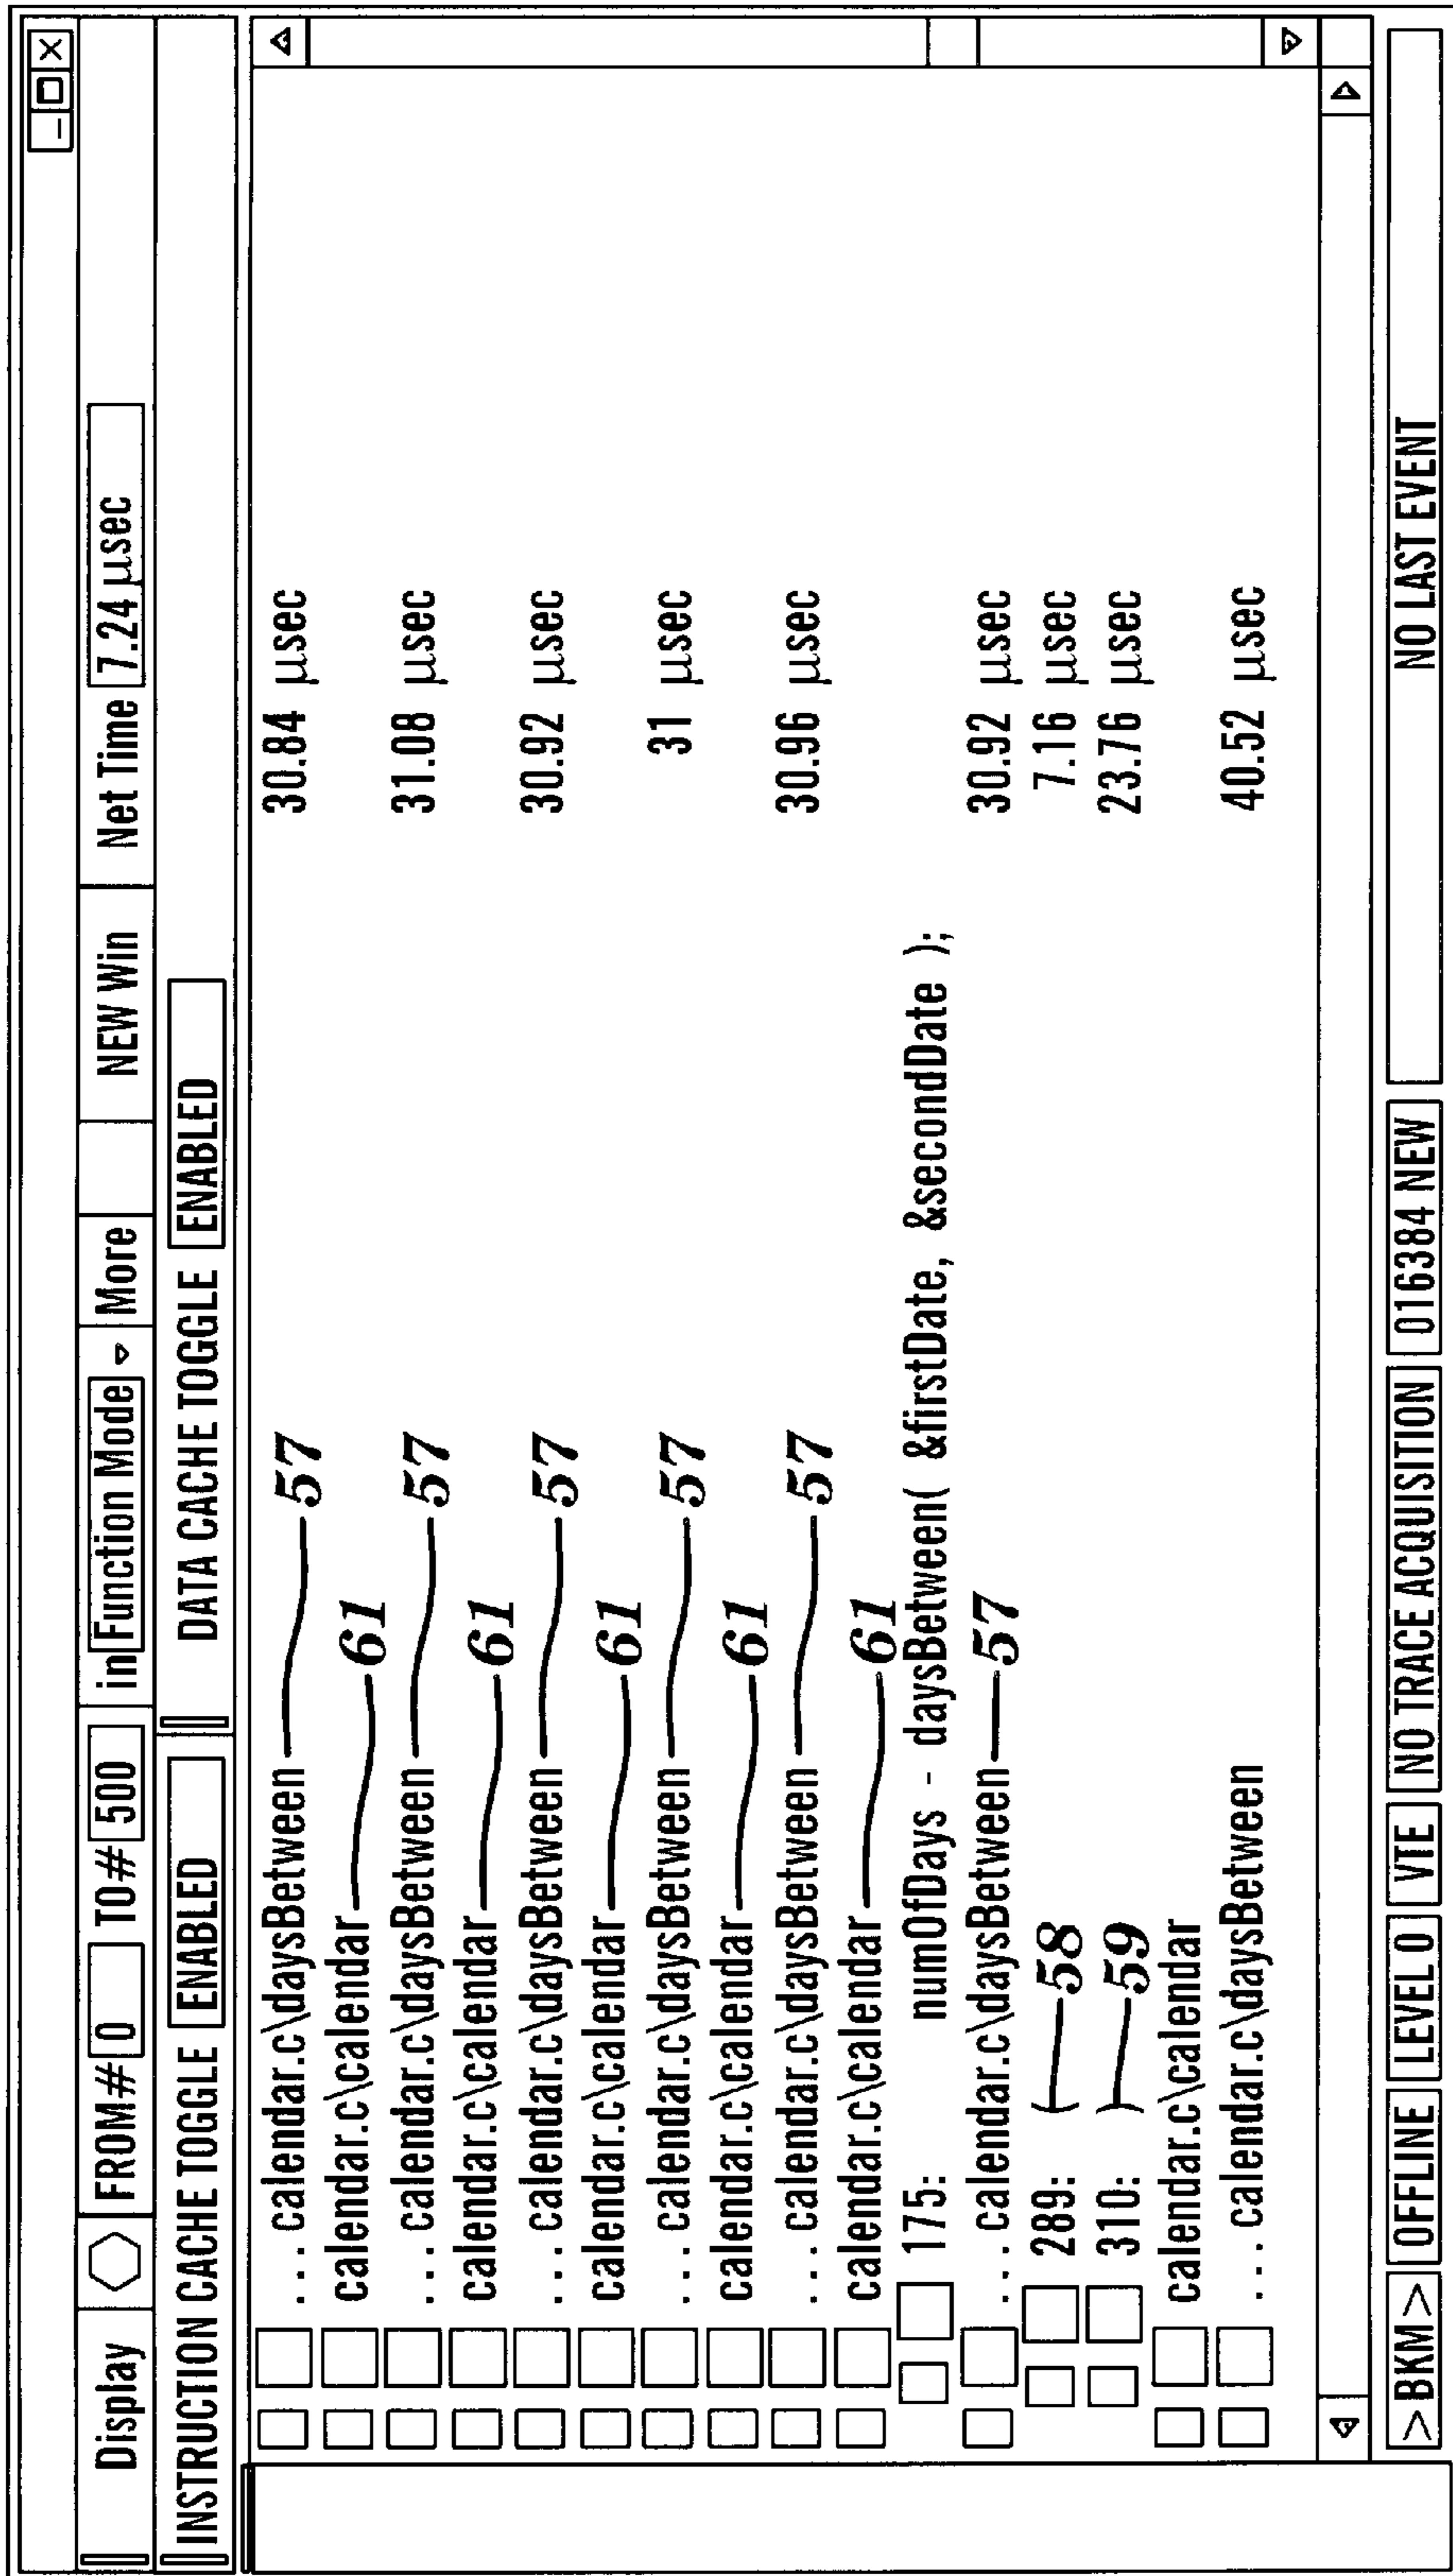 Display FROM# 0 TO# 500 in Function Mode More NEW Win Net Time 7.24 µsec
INSTRUCTION CACHE TOGGLE ENABLED DATA CACHE TOGGLE ENABLED
... calendar.c\daysBetween 57 30.84 µsec
calendar.c\calendar 61
... calendar.c\daysBetween 57 31.08 µsec
calendar.c\calendar 61
... calendar.c\daysBetween 57 30.92 µsec
calendar.c\calendar 61
... calendar.c\daysBetween 57 31 µsec
calendar.c\calendar 61
... calendar.c\daysBetween 57 30.96 µsec
calendar.c\calendar 61
175: numOfDays - daysBetween( &firstDate, &secondDate );
... calendar.c\daysBetween 57 30.92 µsec
289: ( 58 7.16 µsec
310: ) 59 23.76 µsec
calendar.c\calendar
... calendar.c\daysBetween 40.52 µsec
>BKM> OFFLINE LEVEL 0 VTE NO TRACE ACQUISITION 016384 NEW NO LAST EVENT